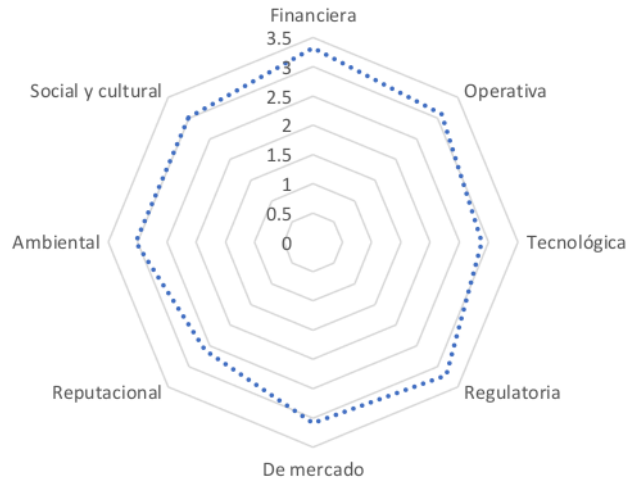 Financiera
3.5
Social y cultural
3
Operativa
2.5
2
1.5
1
0.5
Ambiental
0
Tecnológica
Reputacional
Regulatoria
De mercado